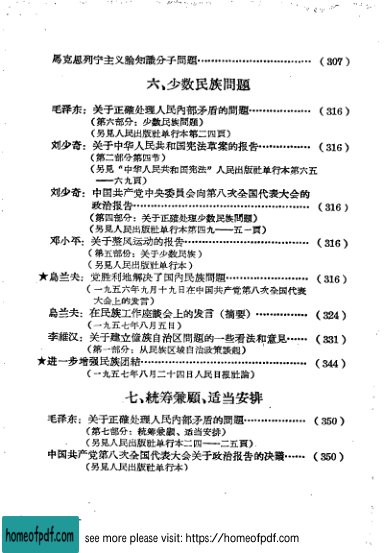 馬克思列宁主义論知識分子問題……………………………（307）
六、少数民族問題
毛泽东：关于正確处理人民內部矛盾的問題………………（316）
（第六部分：少数民族問題）
（另見人民出版社单行本第二四頁）
刘少奇：关于中华人民共和国宪法草案的报告……………（316）
（第二部分第四节）
（另見“中华人民共和国宪法”人民出版社单行本第六五
——六九頁）
刘少奇：中国共产党中央委員会向第八次全国代表大会的
政治报告……………………………………………（316）
（第四部分：关于正確处理少数民族問題）
（另見人民出版社单行本第四九——五一頁）
邓小平：关于整风运动的报告………………………………（316）
（第五部份：关于少数民族）
（另見人民出版社单行本）
★烏兰夫：党胜利地解决了国内民族問題……………………（316）
（一九五六年九月十九日在中国共产党第八次全国代表
大会上的发言）
烏兰夫：在民族工作座談会上的发言（摘要）……………（324）
（一九五七年八月五日）
李維汉：关于建立僮族自治区問題的一些看法和意見……（331）
（第一部分：从民族区域自治政策談起）
★进一步增强民族团結…………………………………………（344）
（一九五七年八月二十四日人民日报社論）
七、統筹兼顧、适当安排
毛泽东：关于正確处理人民內部矛盾的問題………………（350）
（第七部分：統筹兼顧、适当安排）
（另見人民出版社单行本二四——二五頁）
中国共产党第八次全国代表大会关于政治报告的决議……（350）
（另見人民出版社单行本）
homeofpdf.com
see more please visit: https://homeofpdf.com